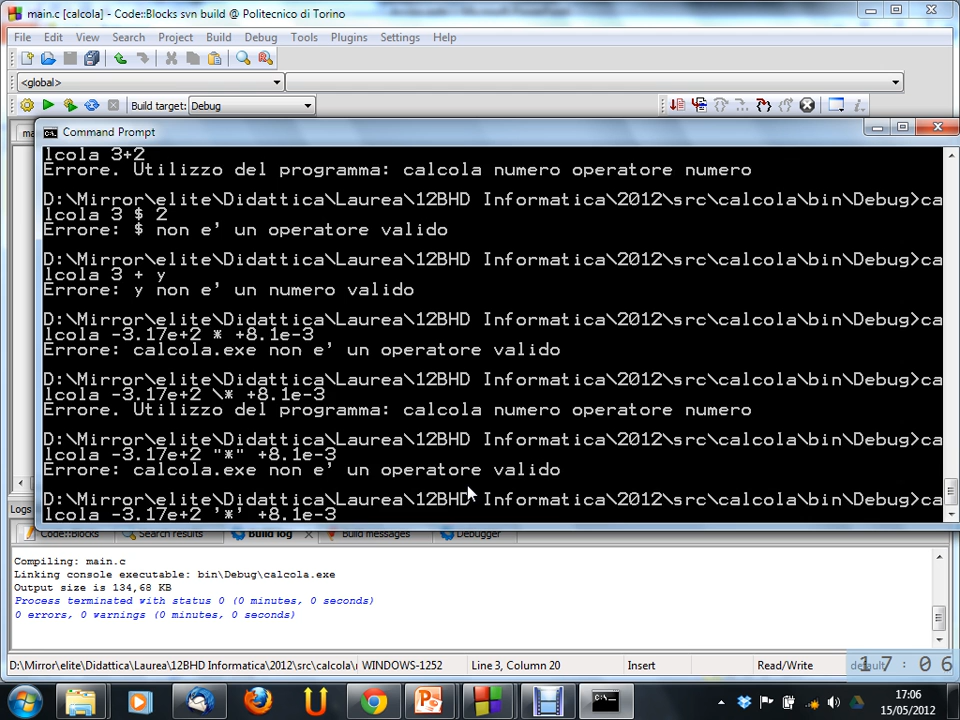 main.c [calcola] - Code::Blocks svn build @ Politecnico di Torino
File Edit View Search Project Build Debug Tools Plugins Settings Help
<global>
Build target: Debug
Command Prompt
lcola 3+2
Errore. Utilizzo del programma: calcola numero operatore numero
D:\Mirror\elite\Didattica\Laurea\12BHD Informatica\2012\src\calcola\bin\Debug>ca
lcola 3 $ 2
Errore: $ non e' un operatore valido
D:\Mirror\elite\Didattica\Laurea\12BHD Informatica\2012\src\calcola\bin\Debug>ca
lcola 3 + y
Errore: y non e' un numero valido
D:\Mirror\elite\Didattica\Laurea\12BHD Informatica\2012\src\calcola\bin\Debug>ca
lcola -3.17e+2 * +8.1e-3
Errore: calcola.exe non e' un operatore valido
D:\Mirror\elite\Didattica\Laurea\12BHD Informatica\2012\src\calcola\bin\Debug>ca
lcola -3.17e+2 \* +8.1e-3
Errore. Utilizzo del programma: calcola numero operatore numero
D:\Mirror\elite\Didattica\Laurea\12BHD Informatica\2012\src\calcola\bin\Debug>ca
lcola -3.17e+2 "*" +8.1e-3
Errore: calcola.exe non e' un operatore valido
D:\Mirror\elite\Didattica\Laurea\12BHD Informatica\2012\src\calcola\bin\Debug>ca
lcola -3.17e+2 '*' +8.1e-3
Logs
Code::Blocks Search results Build log Build messages Debugger
Compiling: main.c
Linking console executable: bin\Debug\calcola.exe
Output size is 134,68 KB
Process terminated with status 0 (0 minutes, 0 seconds)
0 errors, 0 warnings (0 minutes, 0 seconds)
D:\Mirror\elite\Didattica\Laurea\12BHD Informatica\2012\src\calcola\ WINDOWS-1252 Line 3, Column 20 Insert Read/Write default
17:06
17:06
15/05/2012